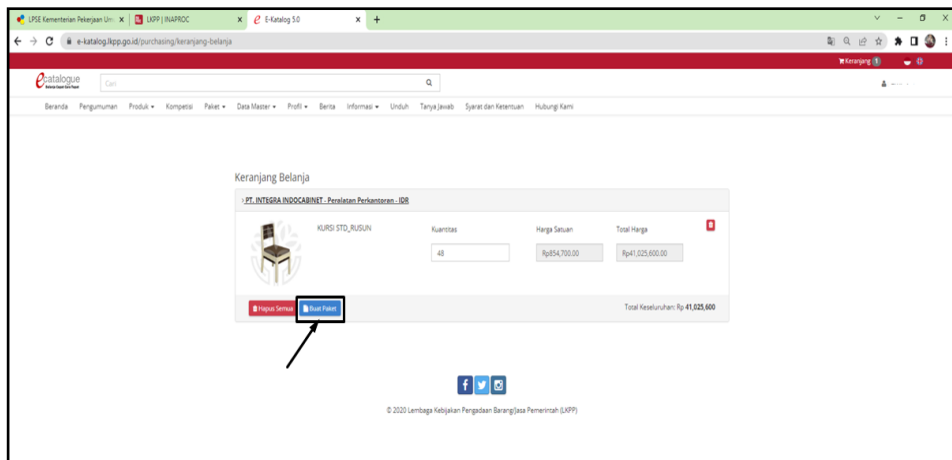 LPSE Kementerian Pekerjaan Um
LKPP | INAPROC
E-Katalog 5.0
e-katalog.lkpp.go.id/purchasing/keranjang-belanja
Keranjang 1
ecatalogue
Cari
Beranda Pengumuman Produk Kompetisi Paket Data Master Profil Berita Informasi Unduh Tanya Jawab Syarat dan Ketentuan Hubungi Kami
Keranjang Belanja
> PT. INTEGRA INDOCABINET - Peralatan Perkantoran - IDR
KURSI STD_RUSUN Kuantitas Harga Satuan Total Harga
48 Rp854,700.00 Rp41,025,600.00
Hapus Semua Buat Paket Total Keseluruhan: Rp 41,025,600
© 2020 Lembaga Kebijakan Pengadaan Barang/Jasa Pemerintah (LKPP)